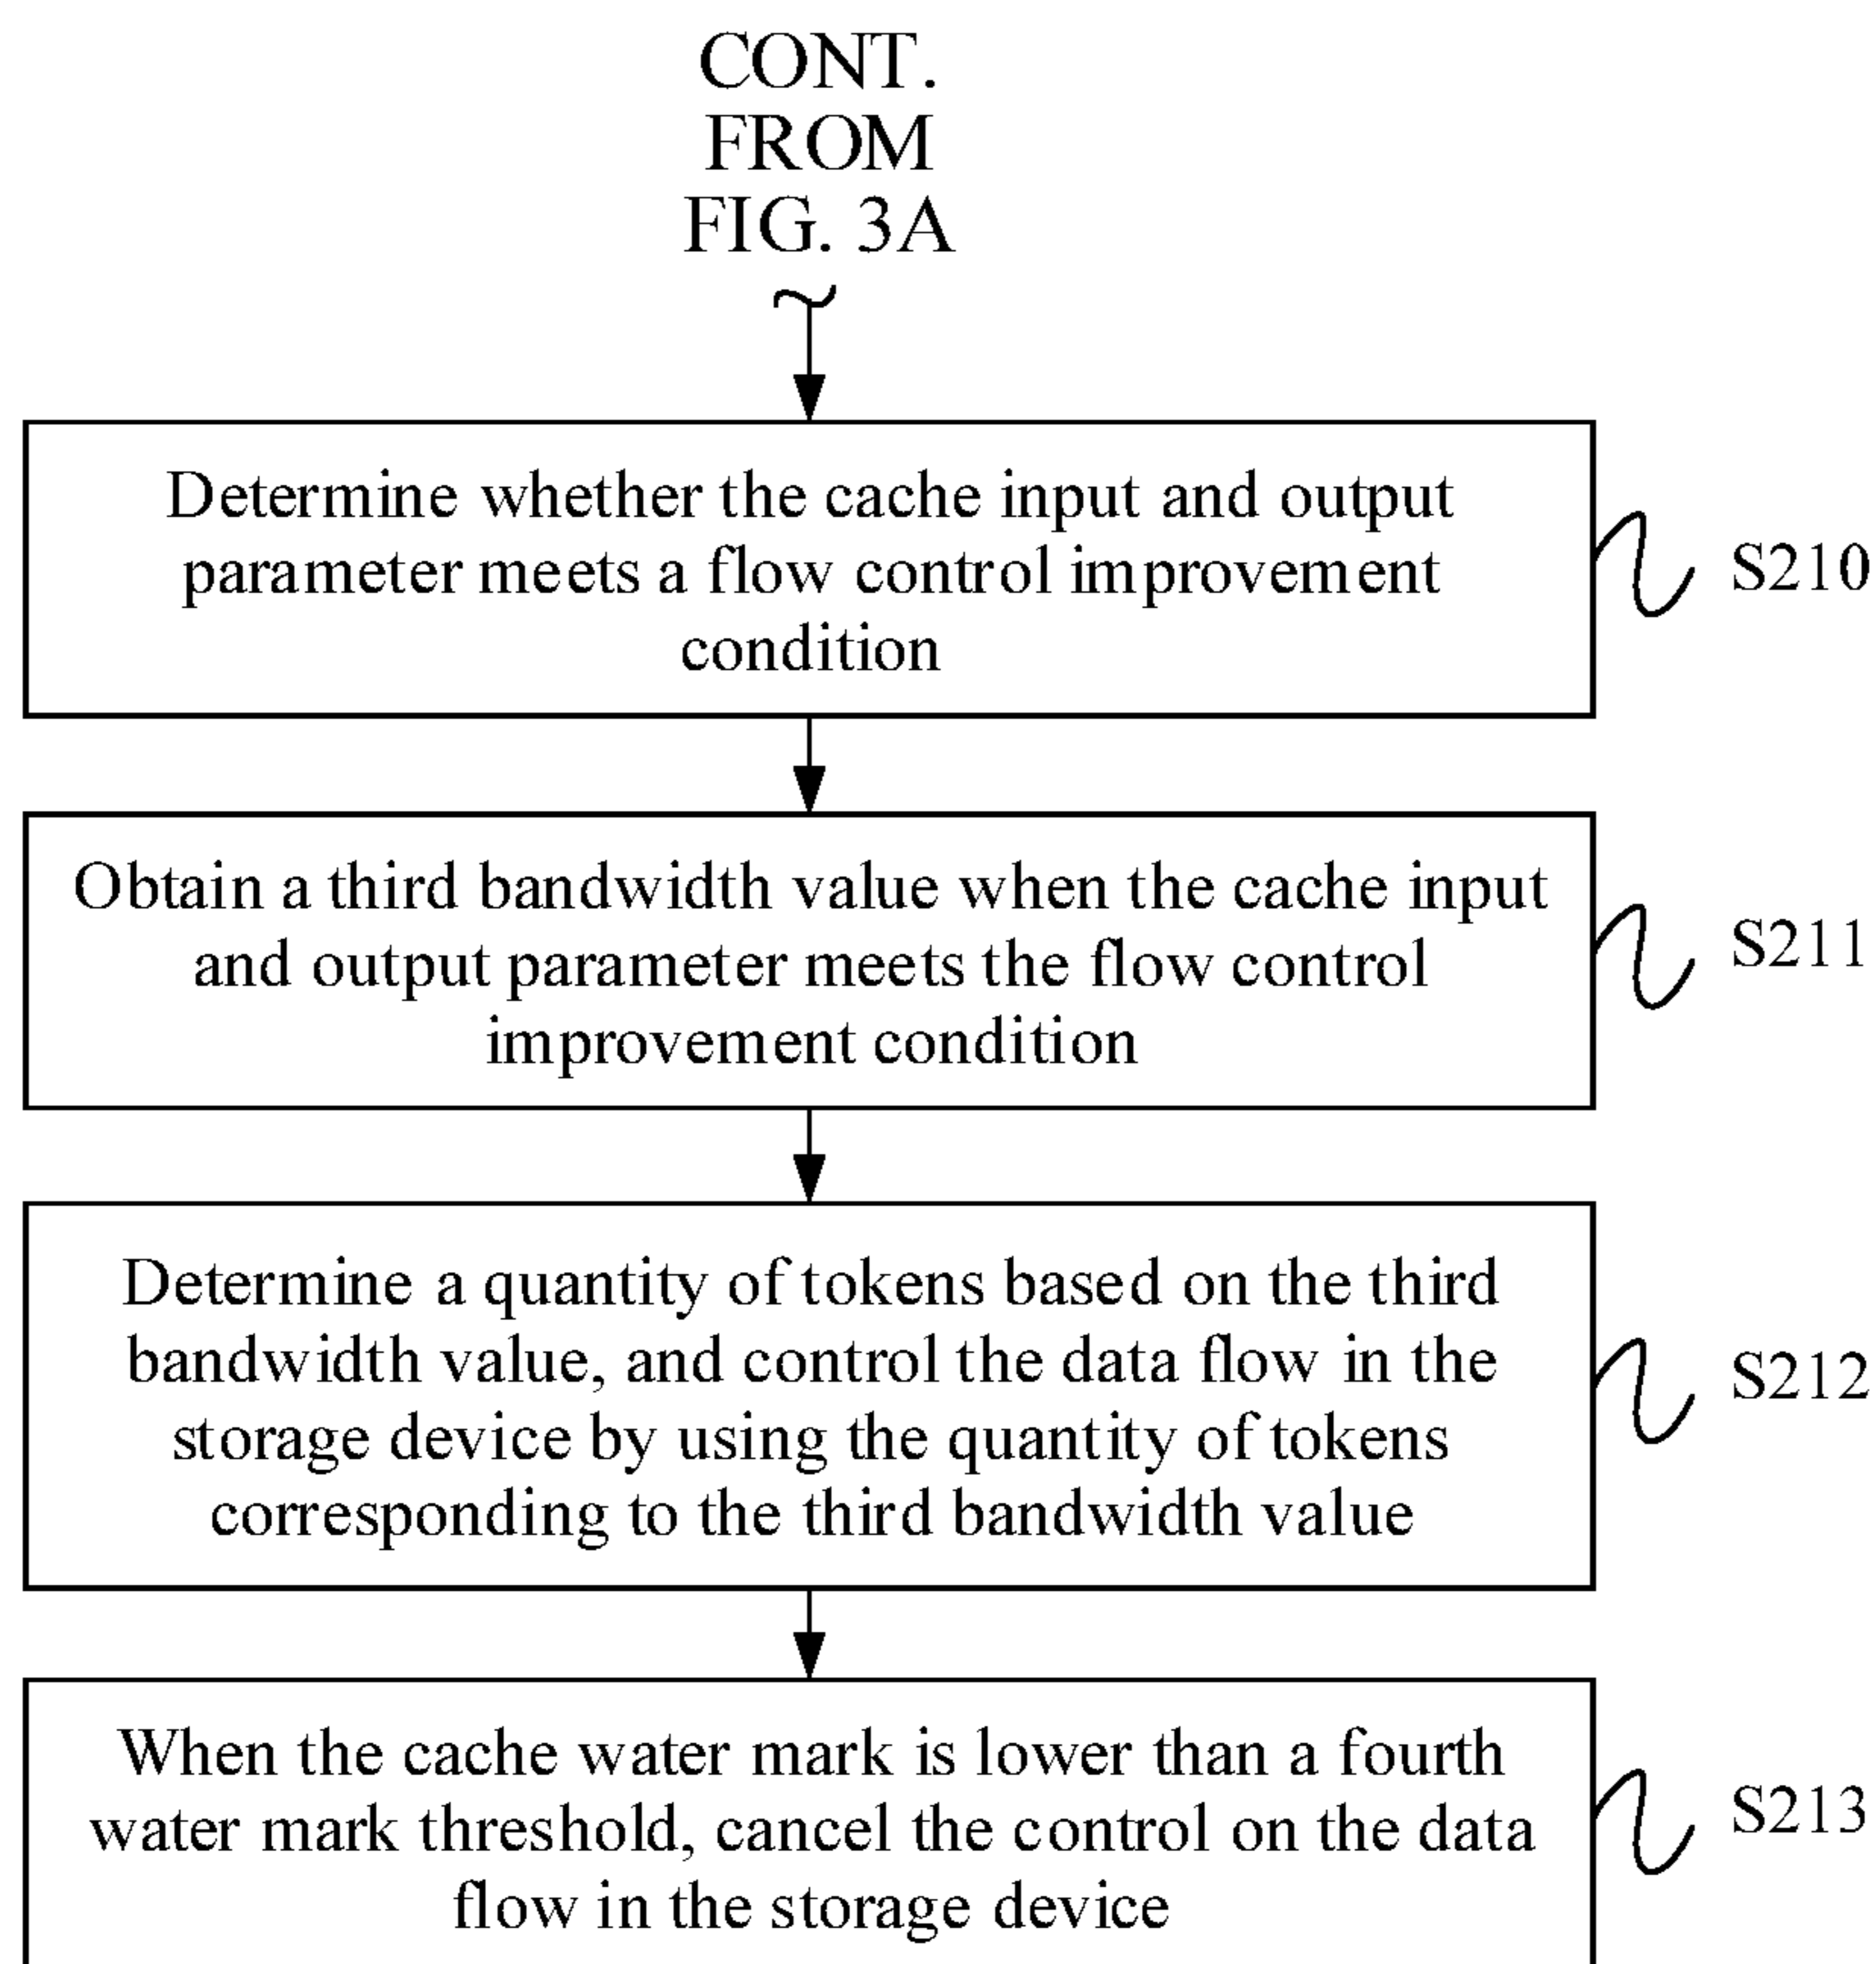 CONT.
FROM
FIG. 3A
Determine whether the cache input and output
parameter meets a flow control improvement
condition
S210
Obtain a third bandwidth value when the cache input
and output parameter meets the flow control
improvement condition
S211
Determine a quantity of tokens based on the third
bandwidth value, and control the data flow in the
storage device by using the quantity of tokens
corresponding to the third bandwidth value
S212
When the cache water mark is lower than a fourth
water mark threshold, cancel the control on the data
flow in the storage device
S213